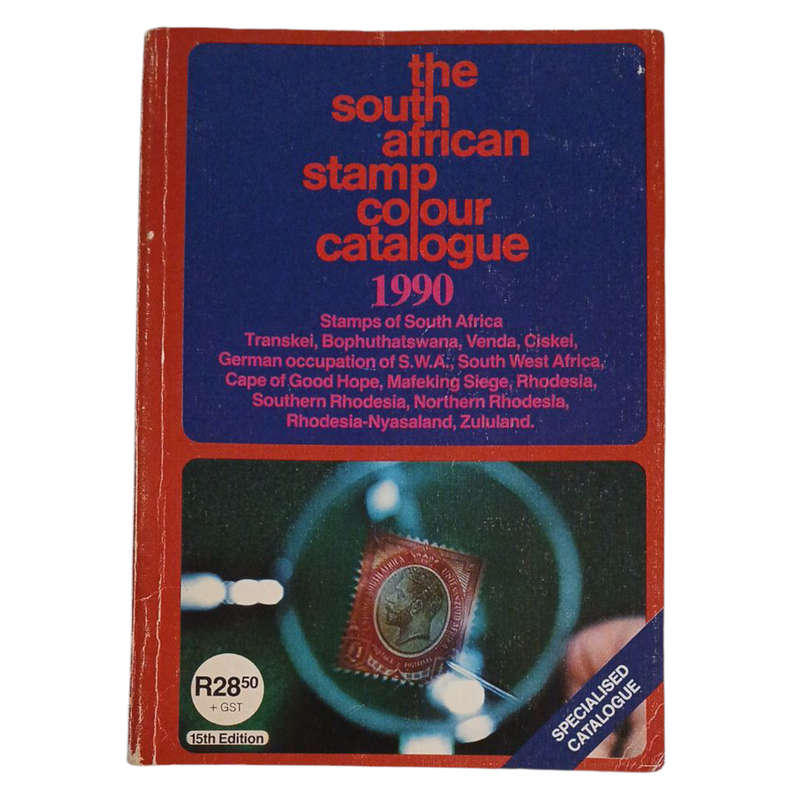 the
south
african
stamp
colour
catalogue
1990
Stamps of South Africa
Transkei, Bophuthatswana, Venda, Ciskei,
German occupation of S.W.A., South West Africa,
Cape of Good Hope, Mafeking Siege, Rhodesia,
Southern Rhodesia, Northern Rhodesia,
Rhodesia-Nyasaland, Zululand.
R28⁵⁰
+ GST
15th Edition
SPECIALISED
CATALOGUE